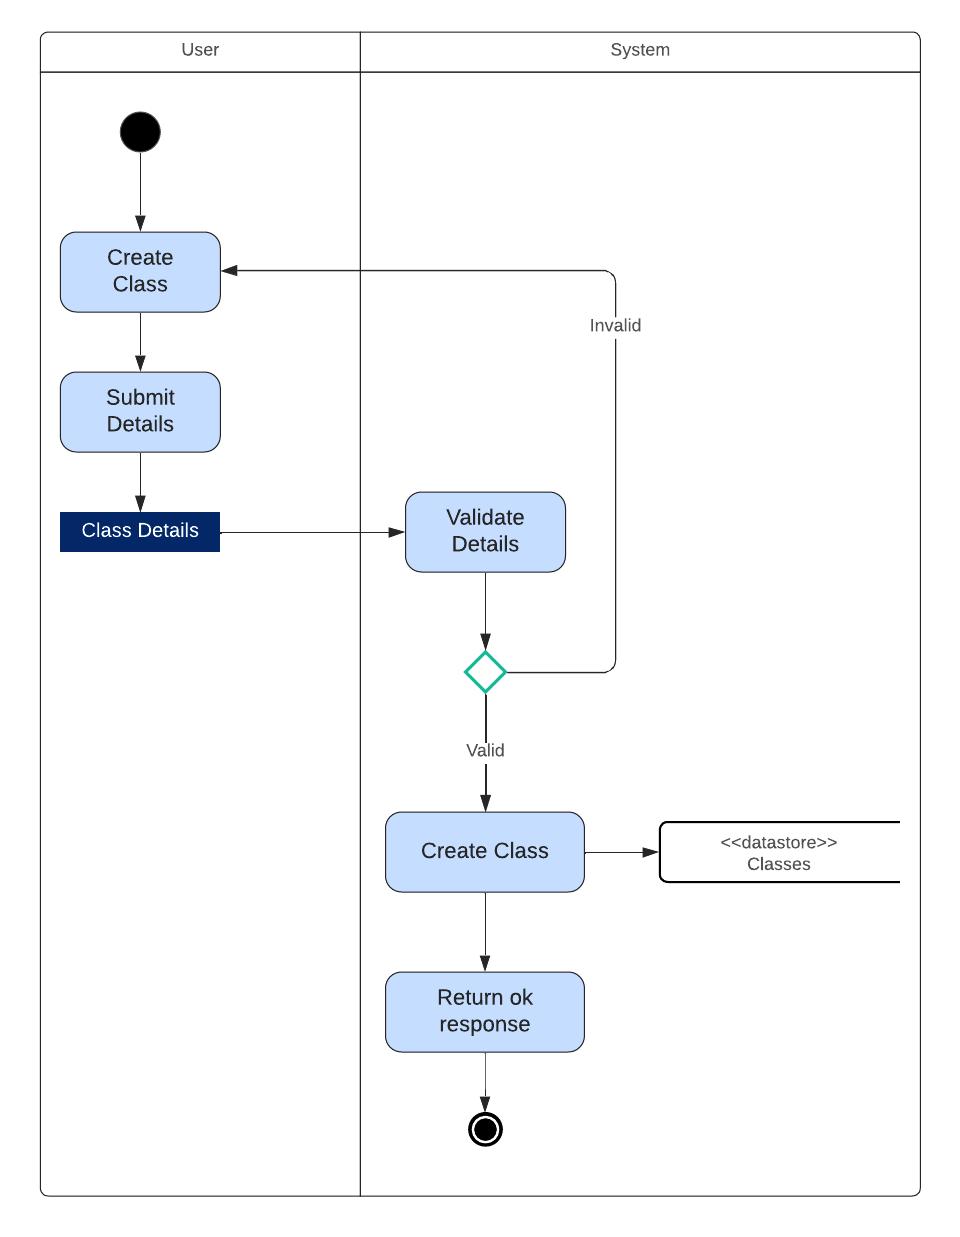 User
System
Create
Class
Invalid
Submit
Details
Class Details
Validate
Details
Valid
Create Class
<<datastore>>
Classes
Return ok
response